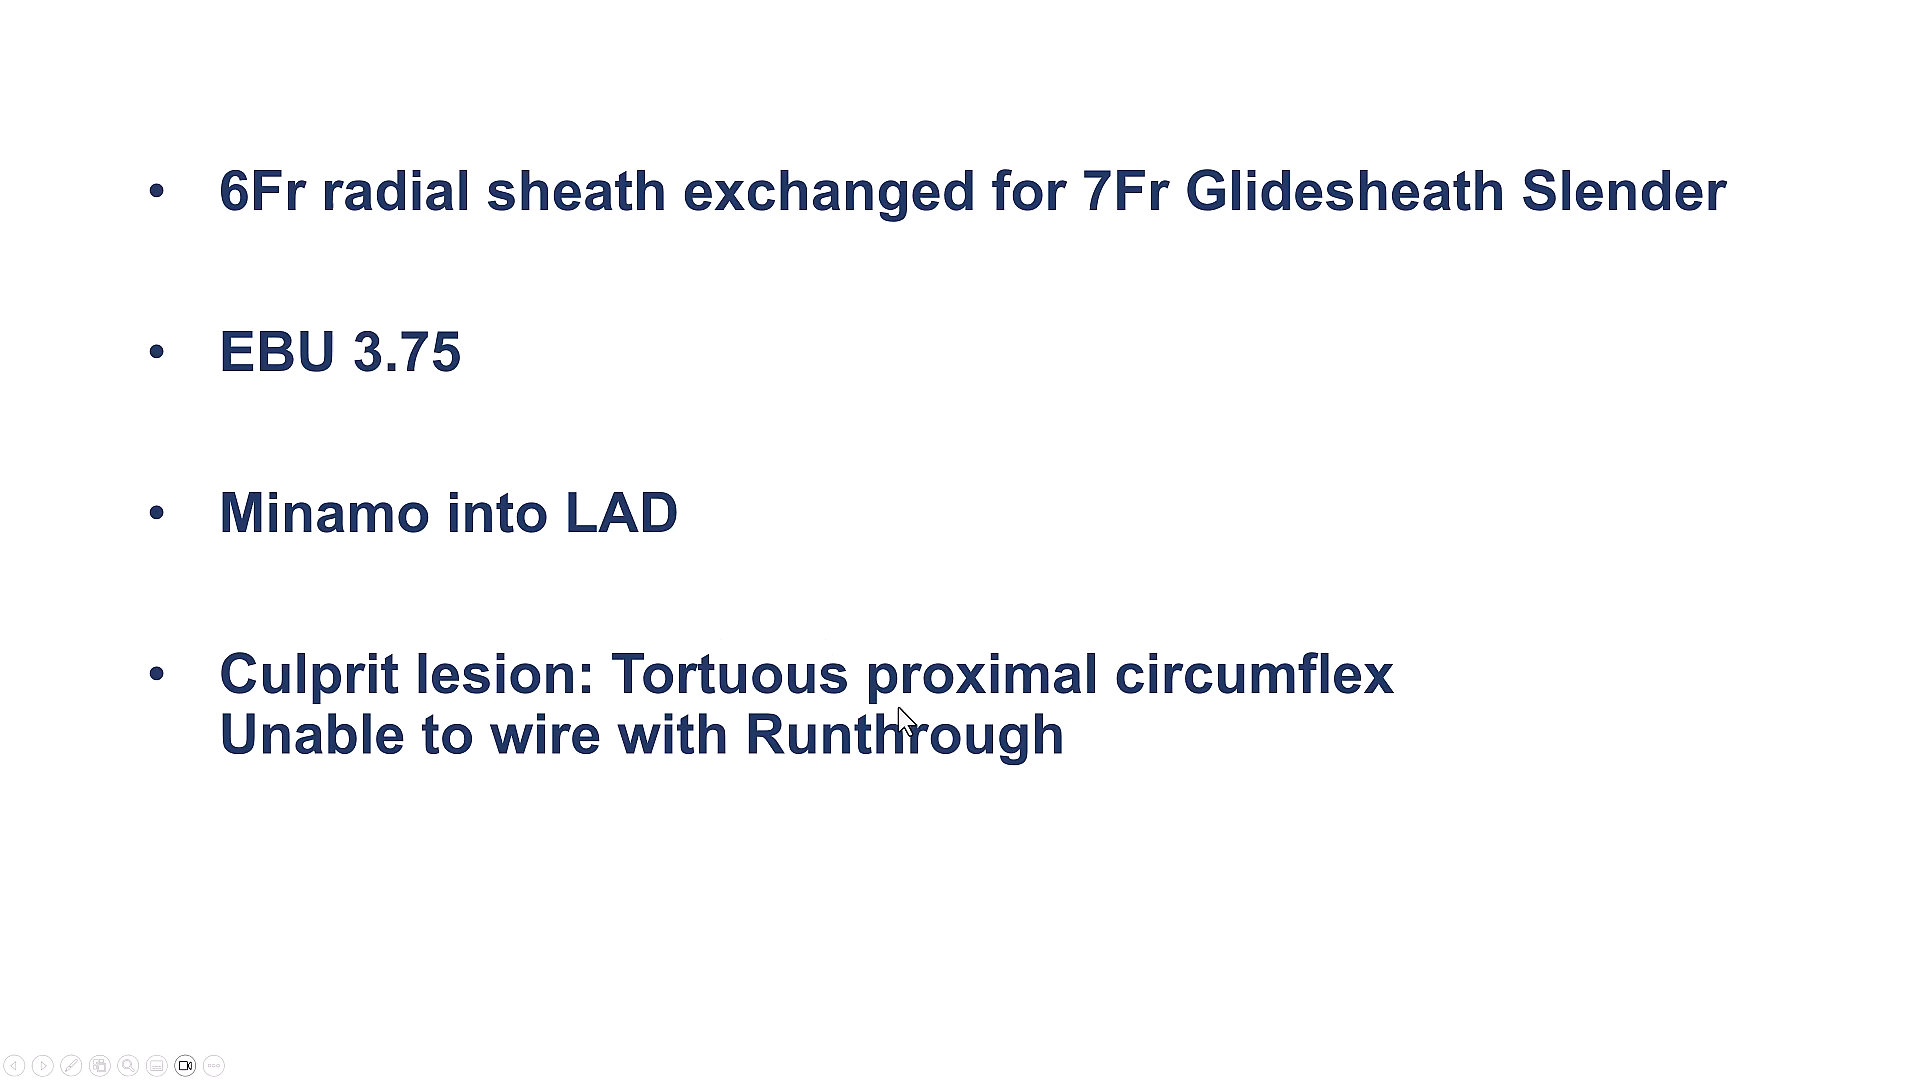 • 6Fr radial sheath exchanged for 7Fr Glidesheath Slender
• EBU 3.75
• Minamo into LAD
• Culprit lesion: Tortuous proximal circumflex
Unable to wire with Runthrough